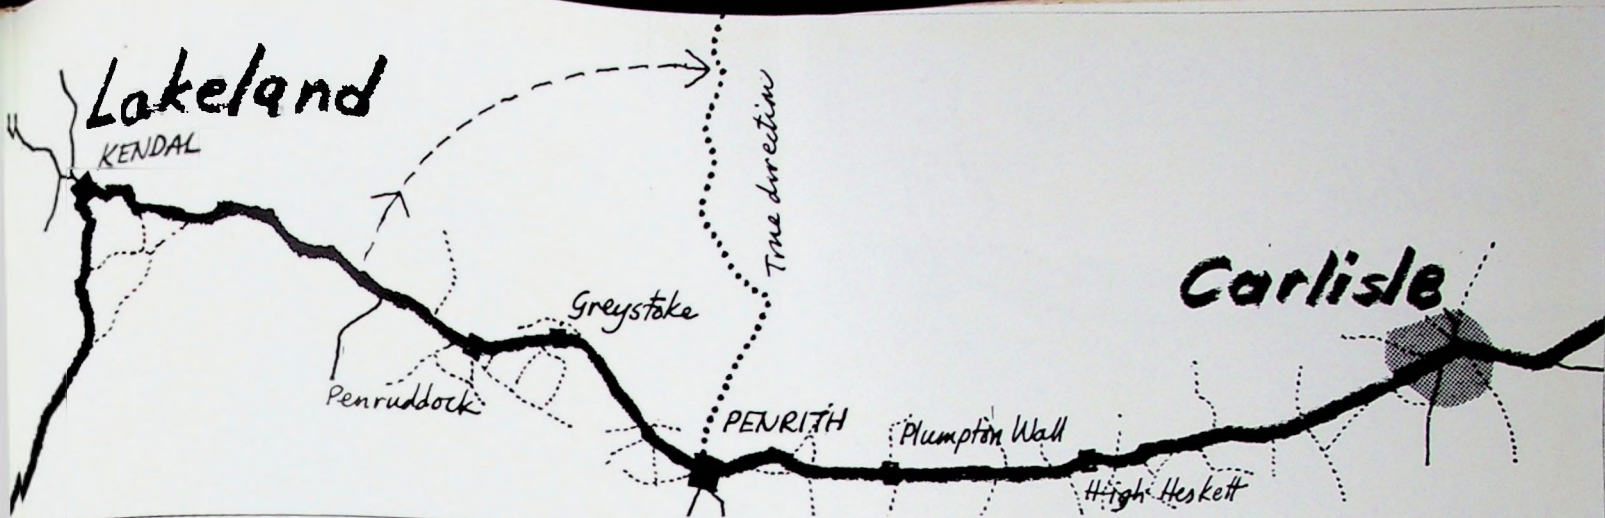 Lakeland
KENDAL
True direction
Greystoke
Penruddock
PENRITH
Plumpton Wall
High Heskett
Carlisle